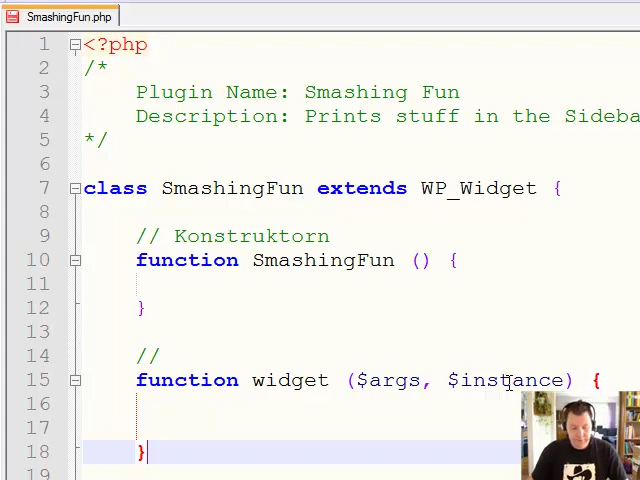 SmashingFun.php
1 <?php
2 /*
3 Plugin Name: Smashing Fun
4 Description: Prints stuff in the Sideba
5 */
6
7 class SmashingFun extends WP_Widget {
8
9 // Konstruktorn
10 function SmashingFun () {
11
12 }
13
14 //
15 function widget ($args, $instance) {
16
17
18 }
19